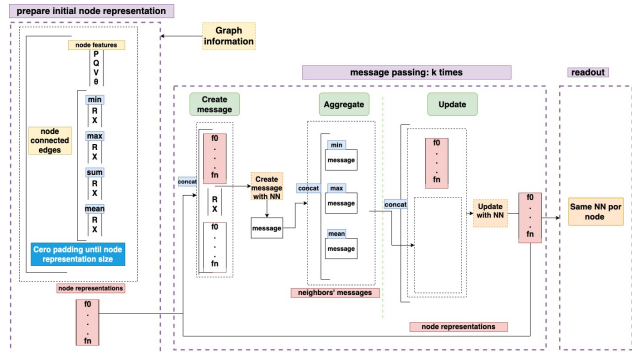 prepare initial node representation
Graph
information
node features
P
Q
V
θ
node
connected
edges
min
R
X
max
R
X
sum
R
X
mean
R
X
Cero padding until node
representation size
node representations
f0
.
.
.
fn
message passing: k times
Create
message
concat
f0
.
.
.
fn
R
X
f0
.
.
.
fn
Create
message
with NN
message
Aggregate
concat
min
message
max
message
mean
message
neighbors' messages
Update
concat
f0
.
.
.
fn
Update
with NN
f0
.
.
.
fn
node representations
readout
Same NN por
node